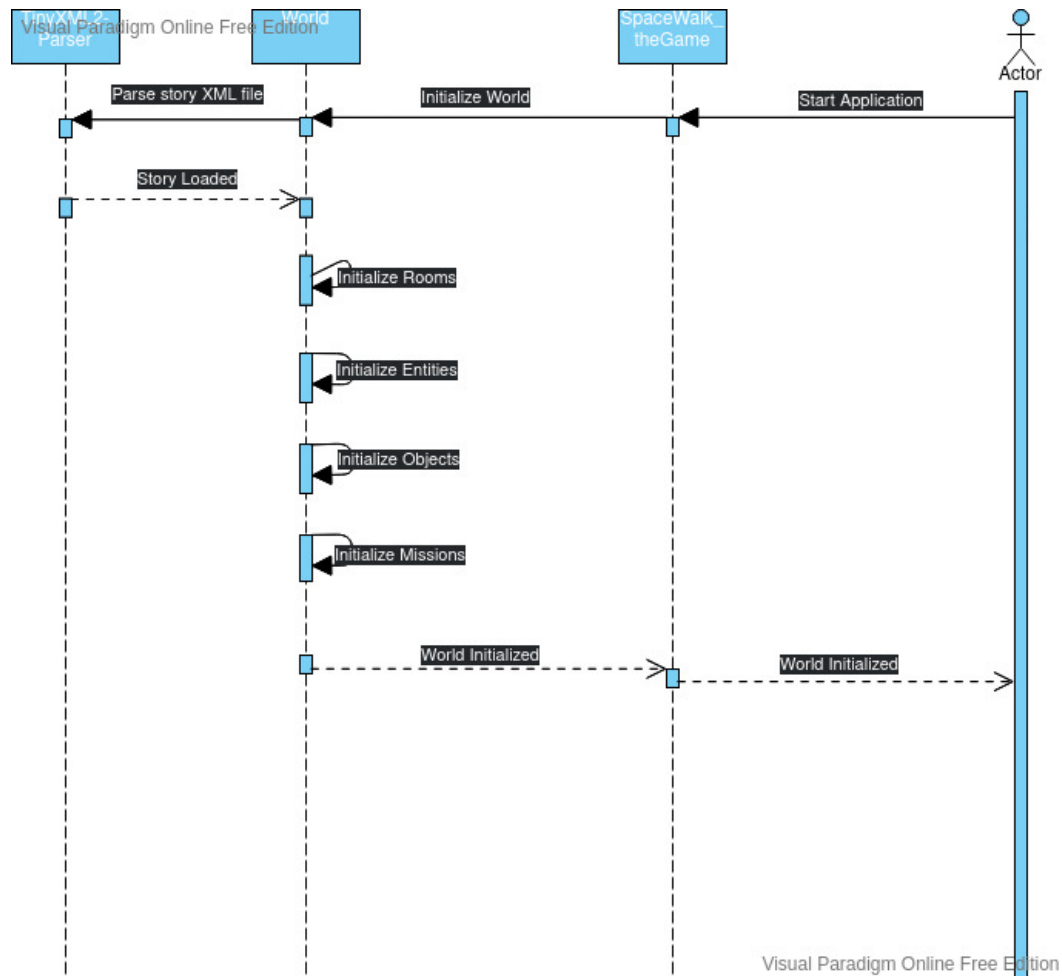 TinyXML2-
Parser
World
SpaceWalk_
theGame
Visual Paradigm Online Free Edition
Actor
Parse story XML file
Initialize World
Start Application
Story Loaded
Initialize Rooms
Initialize Entities
Initialize Objects
Initialize Missions
World Initialized
World Initialized
Visual Paradigm Online Free Edition